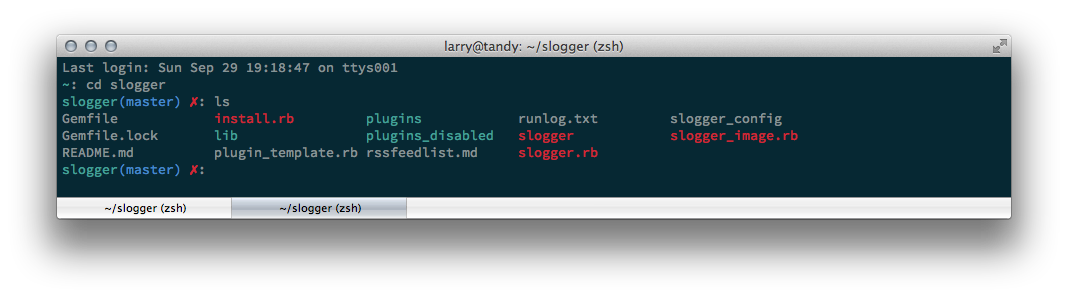 larry@tandy: ~/slogger (zsh)
Last login: Sun Sep 29 19:18:47 on ttys001
~: cd slogger
slogger(master) ✗: ls
Gemfile install.rb plugins runlog.txt slogger_config
Gemfile.lock lib plugins_disabled slogger slogger_image.rb
README.md plugin_template.rb rssfeedlist.md slogger.rb
slogger(master) ✗:
~/slogger (zsh) ~/slogger (zsh)